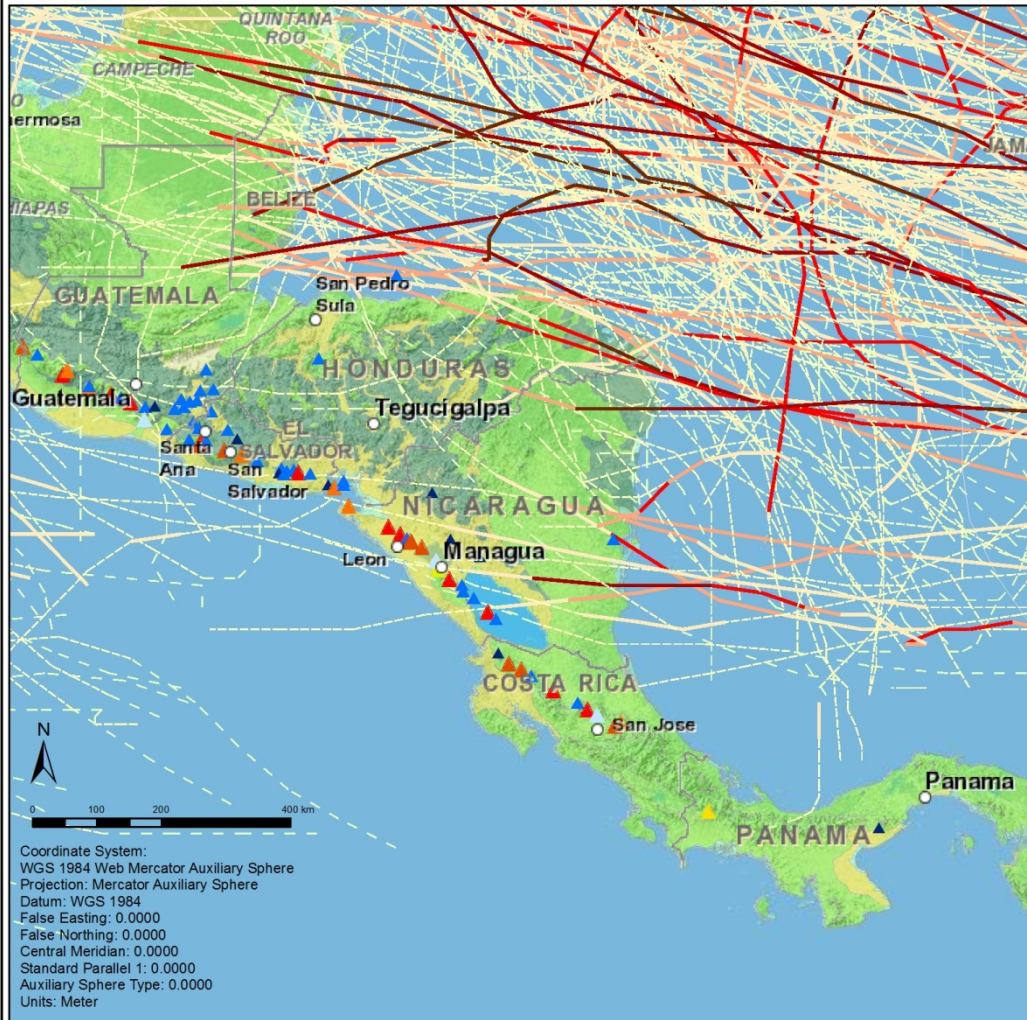 QUINTANA
ROO
CAMPECHE
O
hermosa
JAMA
HIAPAS
BELIZE
San Pedro
Sula
GUATEMALA
HONDURAS
Guatemala
Tegucigalpa
EL
SALVADOR
Santa
Ana
San
Salvador
NICARAGUA
Leon
Managua
COSTA RICA
San Jose
N
Panama
PANAMA
0 100 200 400 km
Coordinate System:
WGS 1984 Web Mercator Auxiliary Sphere
Projection: Mercator Auxiliary Sphere
Datum: WGS 1984
False Easting: 0.0000
False Northing: 0.0000
Central Meridian: 0.0000
Standard Parallel 1: 0.0000
Auxiliary Sphere Type: 0.0000
Units: Meter